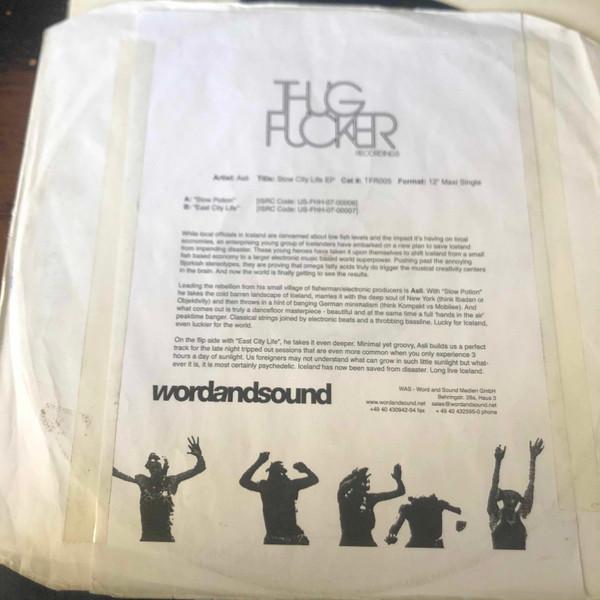 THUG
FUCKER
RECORDINGS
Artist: Asli Title: Slow City Life EP Cat #: TFR005 Format: 12" Maxi Single
A: "Slow Potion" [ISRC Code: US-FHH-07-00006]
B: "East City Life" [ISRC Code: US-FHH-07-00007]
While local officials in Iceland are concerned about low fish levels and the impact it's having on local
economies, an enterprising young group of Icelanders have embarked on a new plan to save Iceland
from impending disaster. These young heroes have taken it upon themselves to shift Iceland from a small
fish based economy to a larger electronic music based world superpower. Pushing past the annoying
Bjorkish stereotypes, they are proving that omega fatty acids truly do trigger the musical creativity centers
in the brain. And now the world is finally getting to see the results.
Leading the rebellion from his small village of fisherman/electronic producers is Asli. With "Slow Potion"
he takes the cold barren landscape of Iceland, marries it with the deep soul of New York (think Ibadan or
Objektivity) and then throws in a hint of banging German minimalism (think Kompakt vs Mobilee). And
what comes out is truly a dancefloor masterpiece - beautiful and at the same time a full 'hands in the air'
peaktime banger. Classical strings joined by electronic beats and a throbbing bassline. Lucky for Iceland,
even luckier for the world.
On the flip side with "East City Life", he takes it even deeper. Minimal yet groovy, Asli builds us a perfect
track for the late night tripped out sessions that are even more common when you only experience 3
hours a day of sunlight. Us foreigners may not understand what can grow in such little sunlight but what-
ever it is, it is most certainly psychedelic. Iceland has now been saved from disaster. Long live Iceland.
wordandsound
WAS - Word and Sound Medien GmbH
Behringstr. 28a, Haus 3
www.wordandsound.net sales@wordandsound.net
+49 40 430942-94 fax + 49 40 432595-0 phone